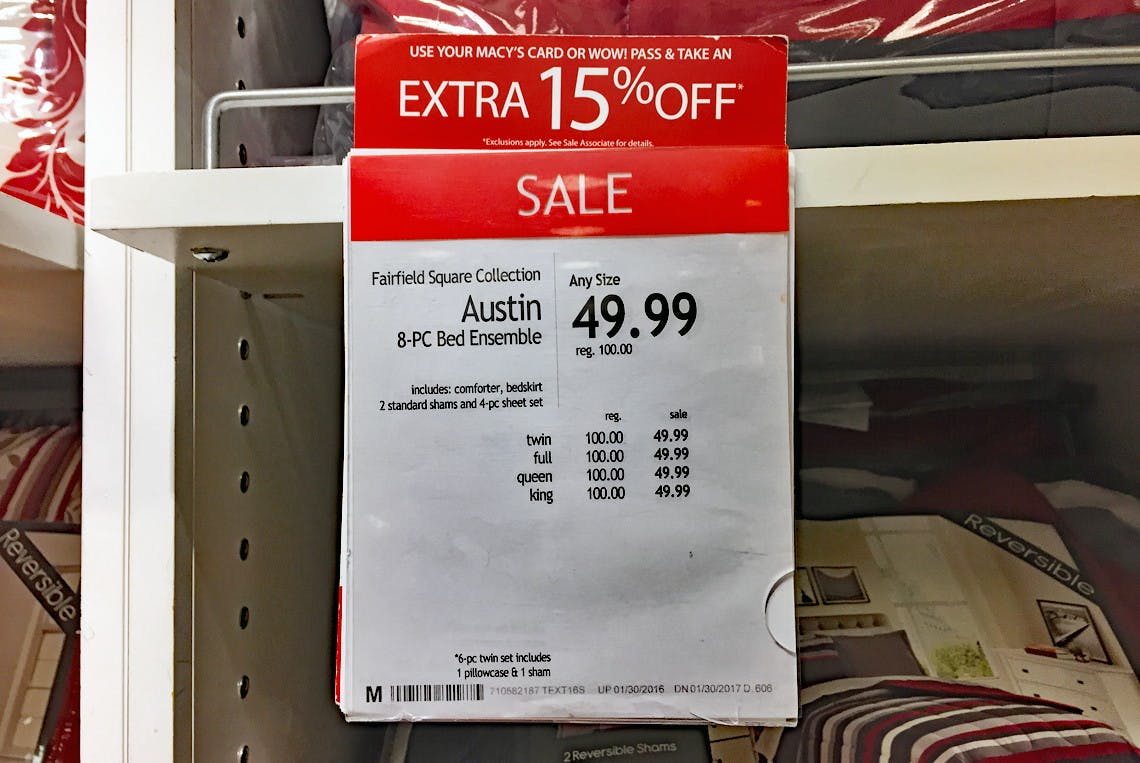 USE YOUR MACY'S CARD OR WOW! PASS & TAKE AN
EXTRA 15% OFF*
*Exclusions apply. See Sale Associate for details.
SALE
Fairfield Square Collection
Austin
8-PC Bed Ensemble
includes: comforter, bedskirt
2 standard shams and 4-pc sheet set
Any Size
49.99
reg. 100.00
reg. sale
twin 100.00 49.99
full 100.00 49.99
queen 100.00 49.99
king 100.00 49.99
*6-pc twin set includes
1 pillowcase & 1 sham
M 210582187 TEXT16S UP 01/30/2016 DN 01/30/2017 D. 606
Reversible
Reversible
2 Reversible Shams